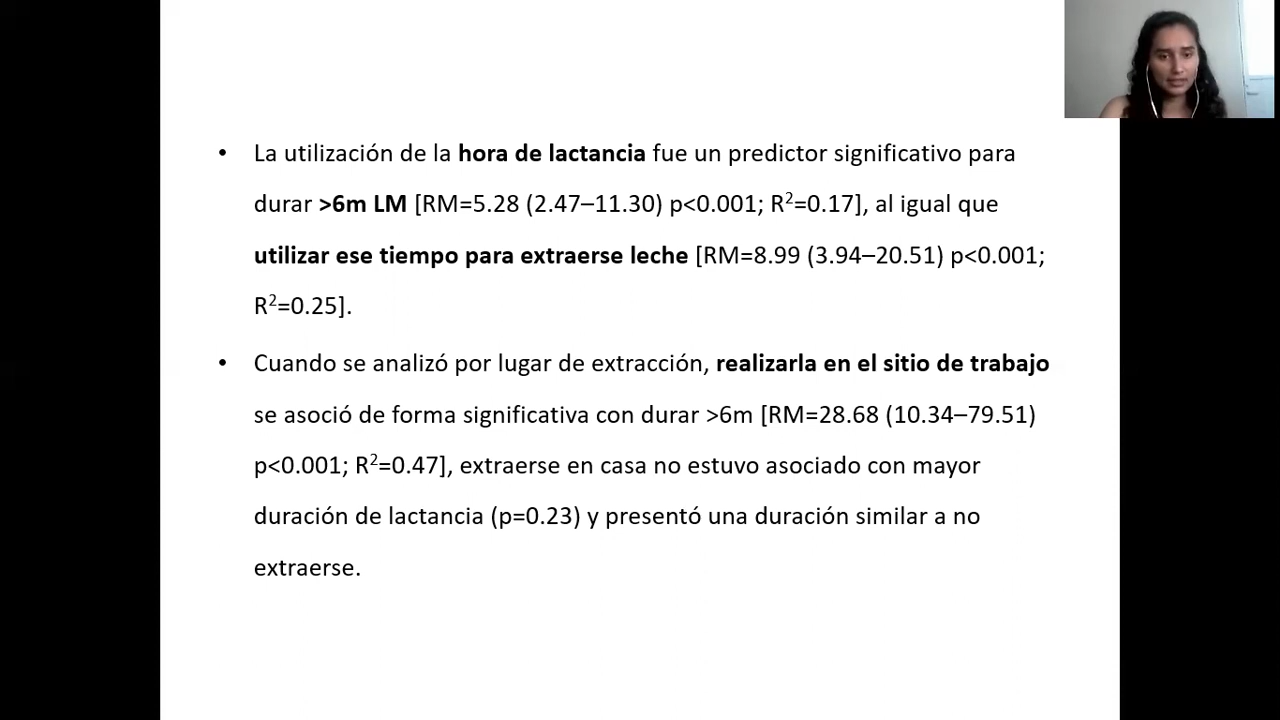 • La utilización de la hora de lactancia fue un predictor significativo para
durar >6m LM [RM=5.28 (2.47–11.30) p<0.001; R²=0.17], al igual que
utilizar ese tiempo para extraerse leche [RM=8.99 (3.94–20.51) p<0.001;
R²=0.25].
• Cuando se analizó por lugar de extracción, realizarla en el sitio de trabajo
se asoció de forma significativa con durar >6m [RM=28.68 (10.34–79.51)
p<0.001; R²=0.47], extraerse en casa no estuvo asociado con mayor
duración de lactancia (p=0.23) y presentó una duración similar a no
extraerse.